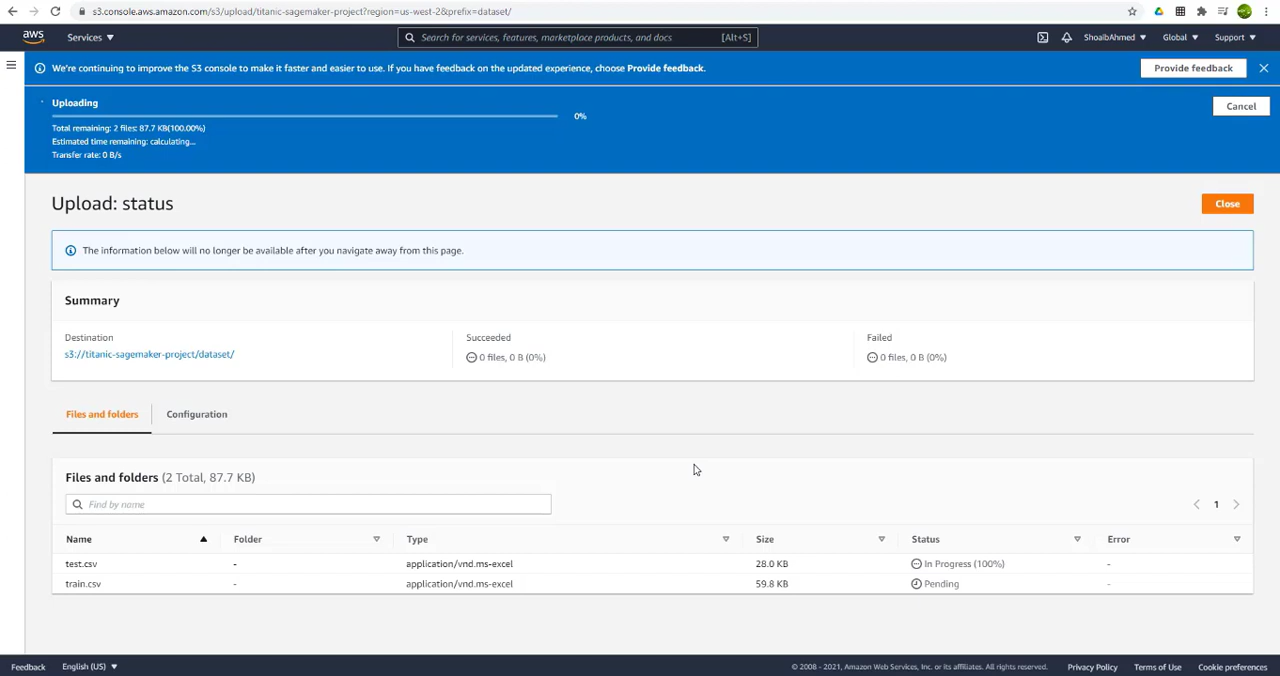 s3.console.aws.amazon.com/s3/upload/titanic-sagemaker-project?region=us-west-2&prefix=dataset/
aws Services ▼ Search for services, features, marketplace products, and docs [Alt+S] ShoaibAhmed ▼ Global ▼ Support ▼
We're continuing to improve the S3 console to make it faster and easier to use. If you have feedback on the updated experience, choose Provide feedback. Provide feedback
Uploading Cancel
0%
Total remaining: 2 files: 87.7 KB(100.00%)
Estimated time remaining: calculating...
Transfer rate: 0 B/s
Upload: status Close
The information below will no longer be available after you navigate away from this page.
Summary
Destination Succeeded Failed
s3://titanic-sagemaker-project/dataset/ 0 files, 0 B (0%) 0 files, 0 B (0%)
Files and folders Configuration
Files and folders (2 Total, 87.7 KB)
Find by name 1
Name Folder Type Size Status Error
test.csv - application/vnd.ms-excel 28.0 KB In Progress (100%) -
train.csv - application/vnd.ms-excel 59.8 KB Pending -
Feedback English (US) ▼ © 2008 - 2021, Amazon Web Services, Inc. or its affiliates. All rights reserved. Privacy Policy Terms of Use Cookie preferences